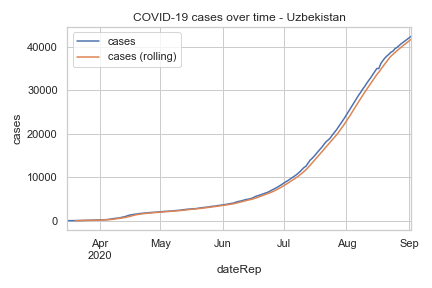 COVID-19 cases over time - Uzbekistan
cases
cases (rolling)
40000
30000
20000
10000
0
cases
Apr May Jun Jul Aug Sep
2020
dateRep